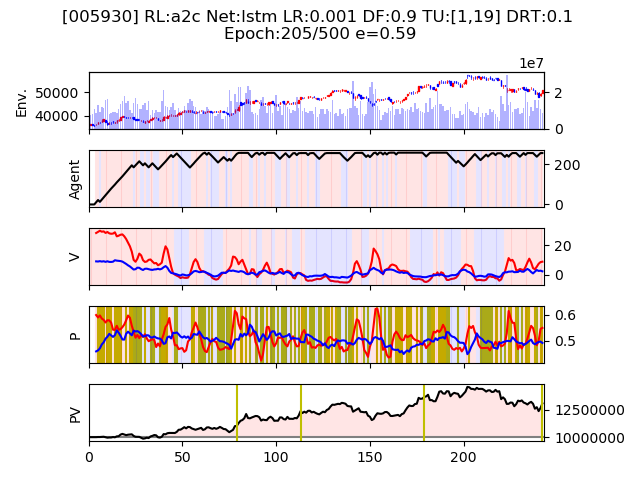 [005930] RL:a2c Net:lstm LR:0.001 DF:0.9 TU:[1,19] DRT:0.1
Epoch:205/500 e=0.59
1e7
Env.
50000
40000
2
0
Agent
200
0
V
20
0
P
0.6
0.5
PV
12500000
10000000
0
50
100
150
200